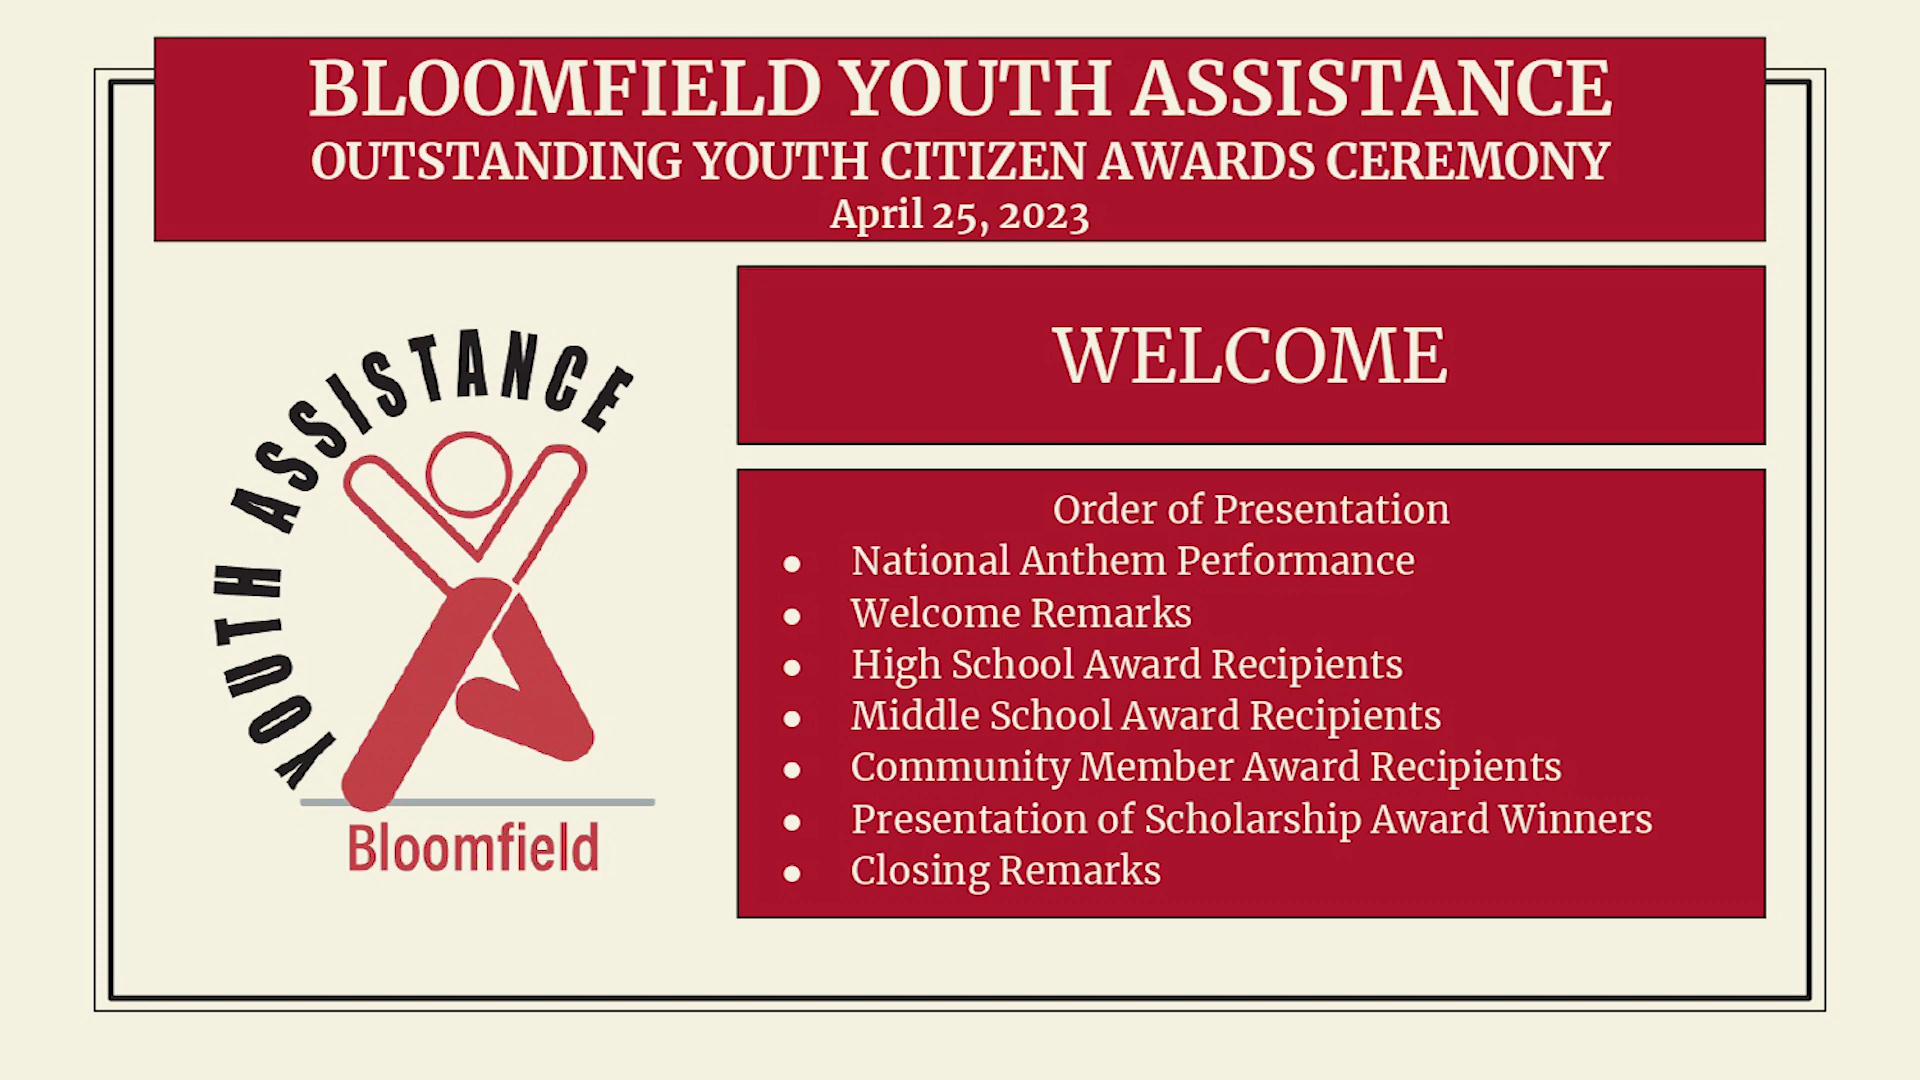 BLOOMFIELD YOUTH ASSISTANCE
OUTSTANDING YOUTH CITIZEN AWARDS CEREMONY
April 25, 2023
YOUTH ASSISTANCE
Bloomfield
WELCOME
Order of Presentation
● National Anthem Performance
● Welcome Remarks
● High School Award Recipients
● Middle School Award Recipients
● Community Member Award Recipients
● Presentation of Scholarship Award Winners
● Closing Remarks